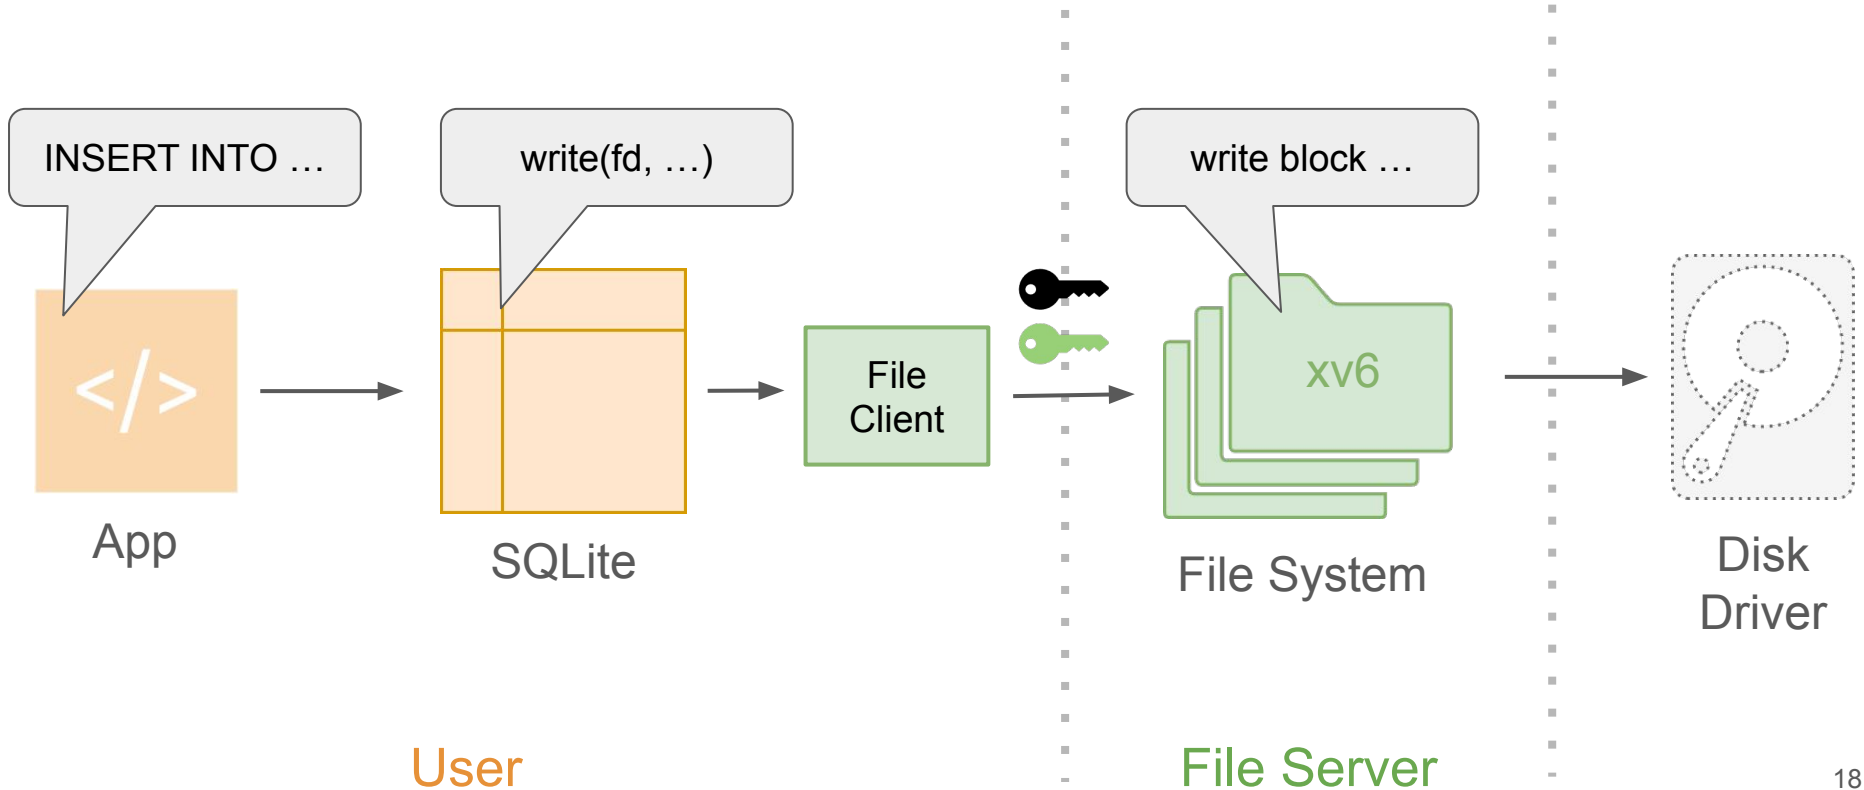 INSERT INTO …
write(fd, …)
write block …
</>
File
Client
xv6
App
SQLite
File System
Disk
Driver
User
File Server
18